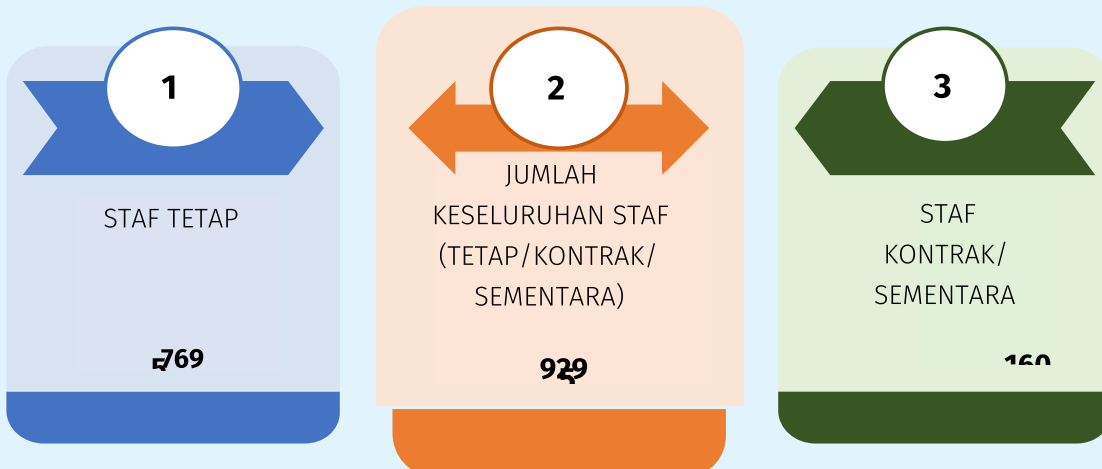 1
STAF TETAP
769
2
JUMLAH
KESELURUHAN STAF
(TETAP/KONTRAK/
SEMENTARA)
929
3
STAF
KONTRAK/
SEMENTARA
160